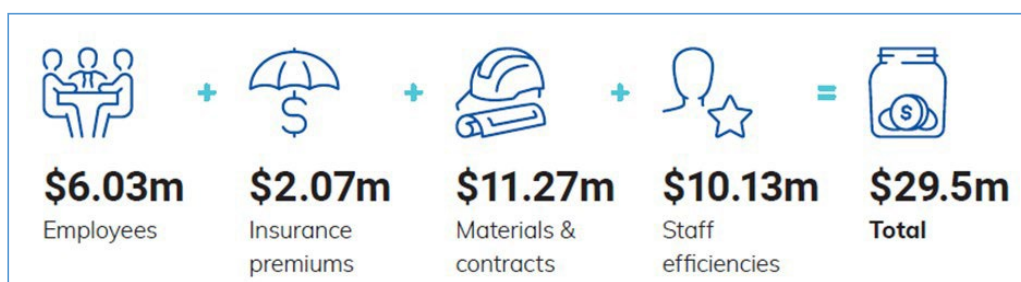 + + + =
$
$
$6.03m $2.07m $11.27m $10.13m $29.5m
Employees Insurance Materials & Staff Total
premiums contracts efficiencies